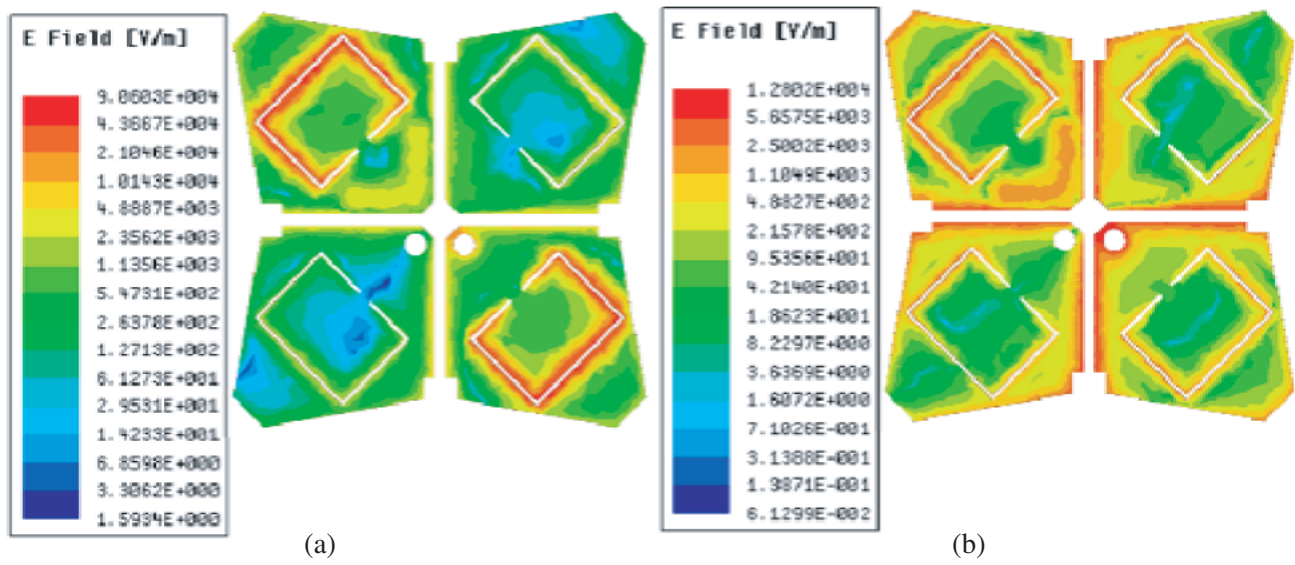 E Field [V/m]
9.0603E+004
4.3667E+004
2.1046E+004
1.0143E+004
4.8887E+003
2.3562E+003
1.1356E+003
5.4731E+002
2.6378E+002
1.2713E+002
6.1273E+001
2.9531E+001
1.4233E+001
6.8598E+000
3.3062E+000
1.5934E+000
(a)
E Field [V/m]
1.2802E+004
5.6575E+003
2.5002E+003
1.1049E+003
4.8827E+002
2.1578E+002
9.5356E+001
4.2140E+001
1.8623E+001
8.2297E+000
3.6369E+000
1.6072E+000
7.1026E-001
3.1388E-001
1.3871E-001
6.1299E-002
(b)